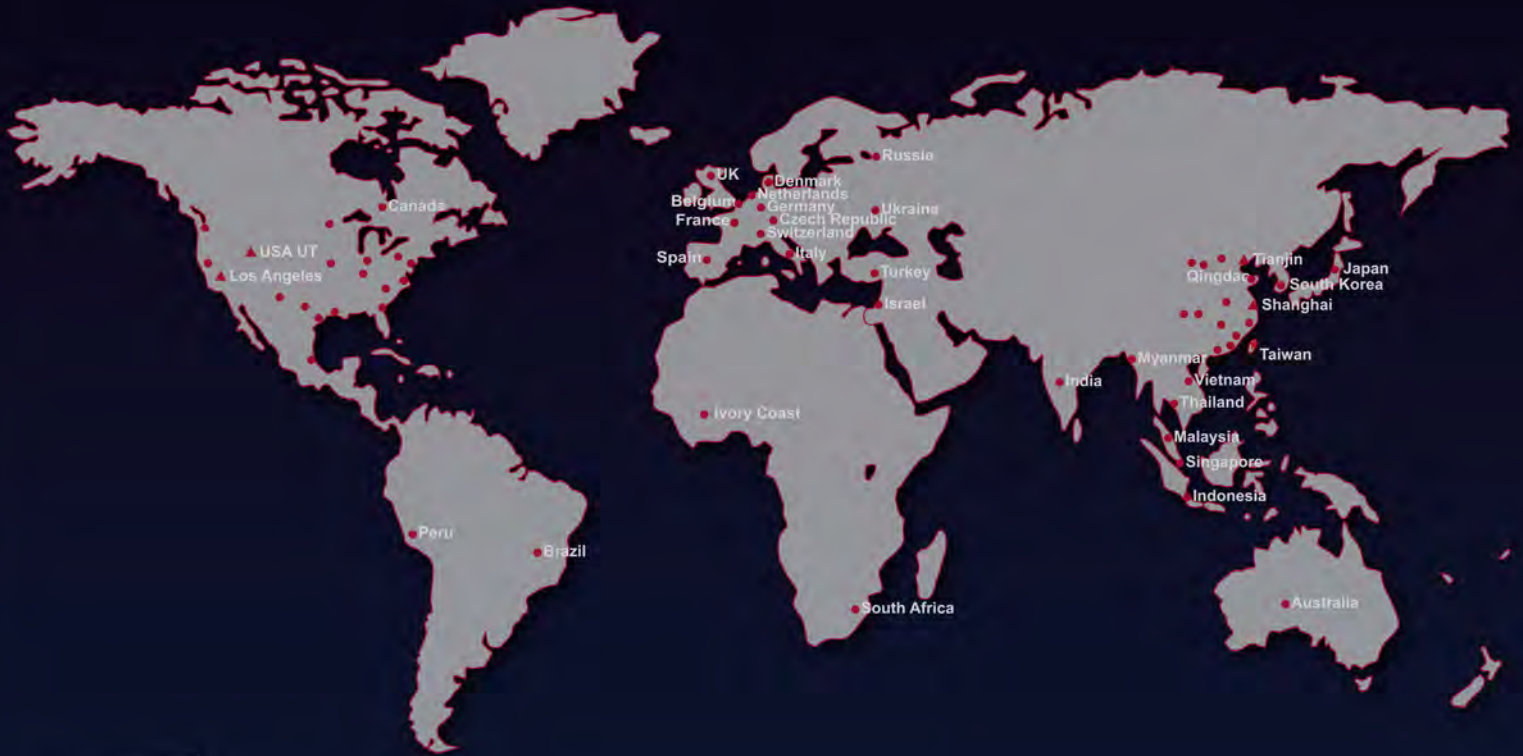 Russie
UK
Denmark
Netherlands
Belgium
Germany
Canada
Ukraine
France
Czech Republic
Switzerland
USA UT
Italy
Spain
Tianjin
Japan
Turkey
Los Angeles
Qingdao
South Korea
Israel
Shanghai
Taiwan
Myanmar
India
Vietnam
Thailand
Ivory Coast
Malaysia
Singapore
Indonesia
Peru
Brazil
Australia
South Africa